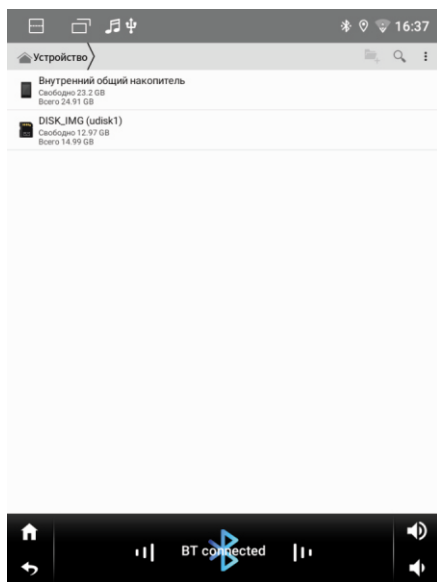 16:37
Устройство
Внутренний общий накопитель
Свободно 23.2 GB
Всего 24.91 GB
DISK_IMG (udisk1)
Свободно 12.97 GB
Всего 14.99 GB
BT connected